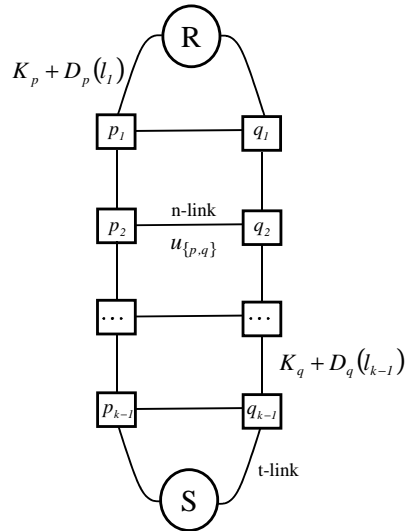 R
K_p + D_p(l_1)
p_1
q_1
n-link
p_2
q_2
u_{p,q}
...
...
K_q + D_q(l_{k-1})
p_{k-1}
q_{k-1}
t-link
S